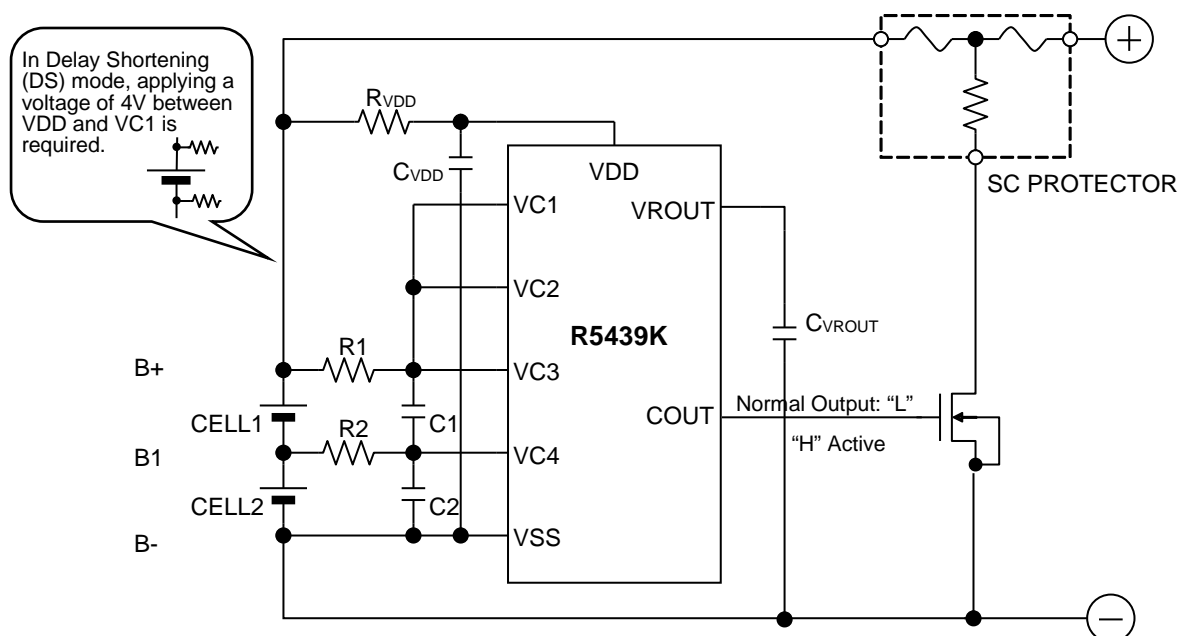 In Delay Shortening
(DS) mode, applying a
voltage of 4V between
VDD and VC1 is
required.
RVDD
CVDD
VDD
SC PROTECTOR
VC1
VROUT
VC2
R5439K
CVROUT
B+
R1
VC3
CELL1
C1
COUT
Normal Output: “L”
“H” Active
B1
R2
VC4
CELL2
C2
B-
VSS
+
−